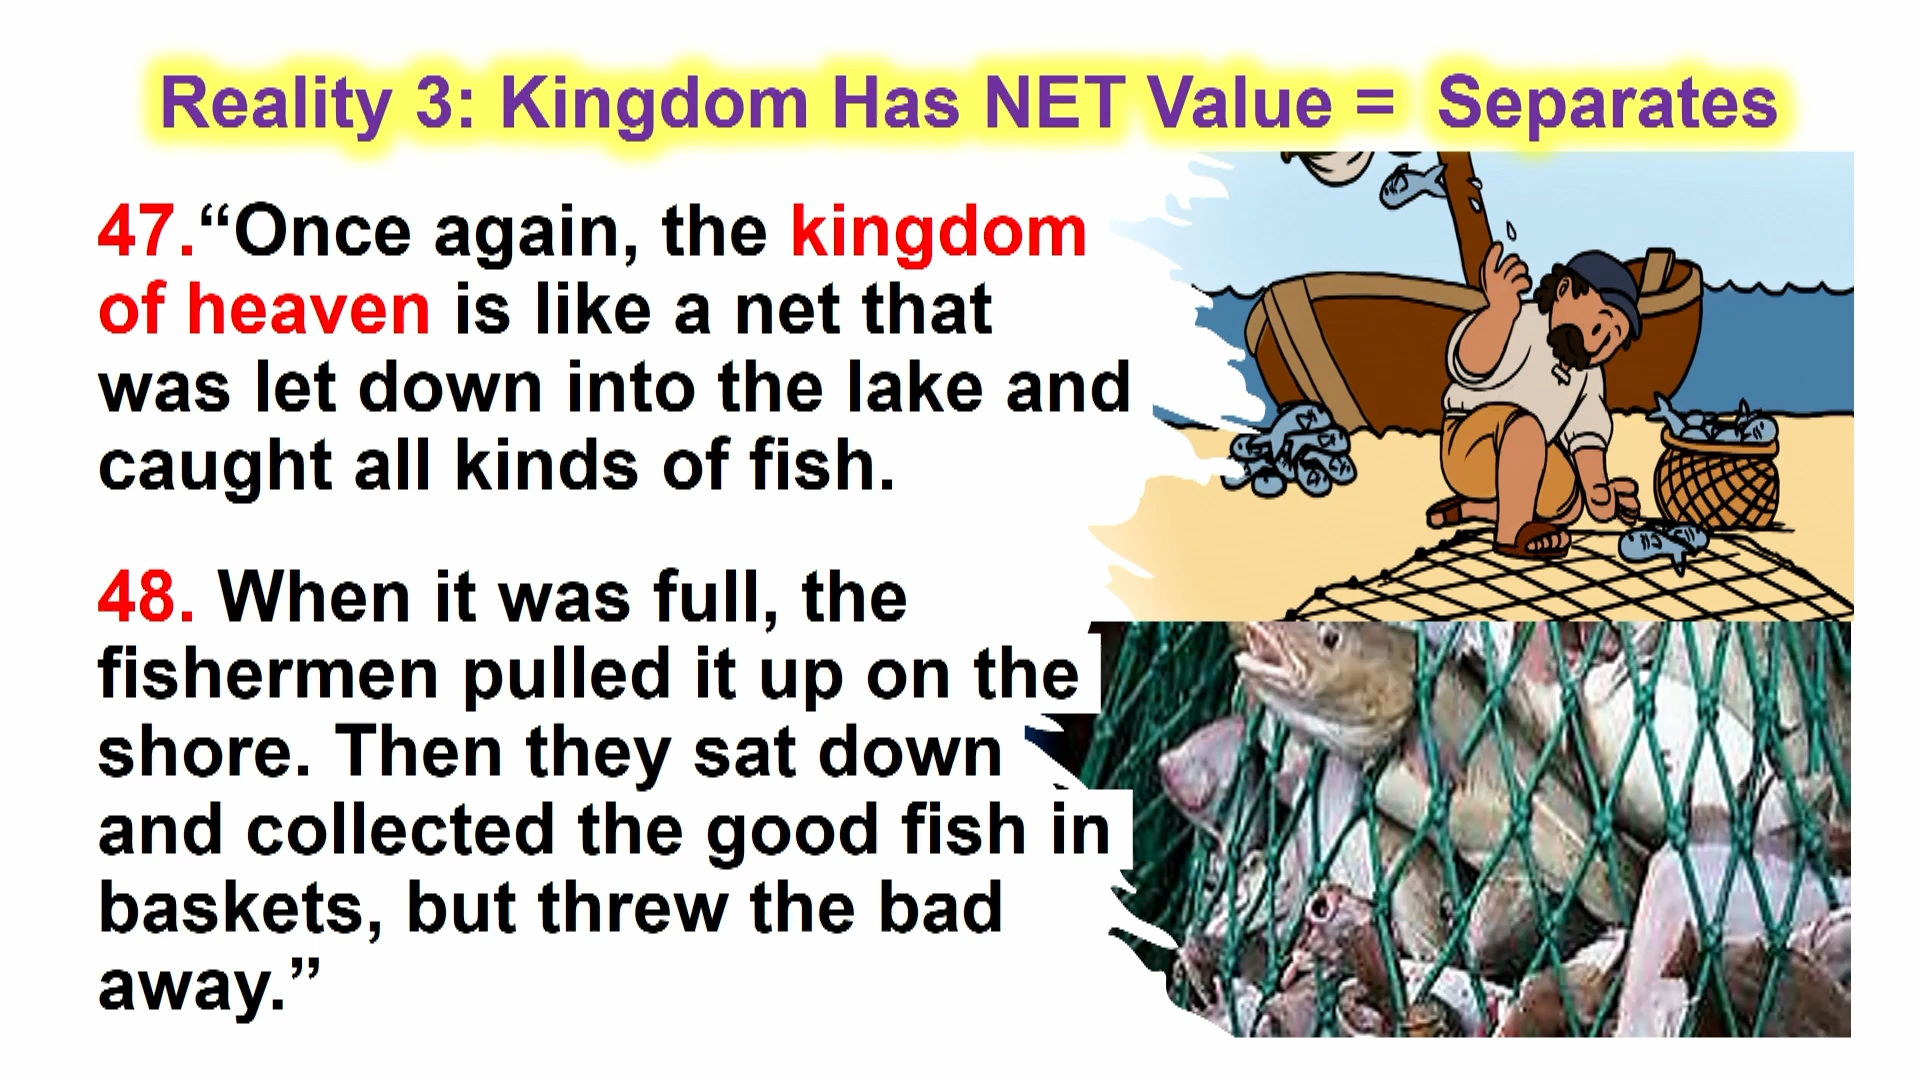 Reality 3: Kingdom Has NET Value =  Separates
47.“Once again, the kingdom
of heaven is like a net that
was let down into the lake and
caught all kinds of fish.
48. When it was full, the
fishermen pulled it up on the
shore. Then they sat down
and collected the good fish in
baskets, but threw the bad
away.”